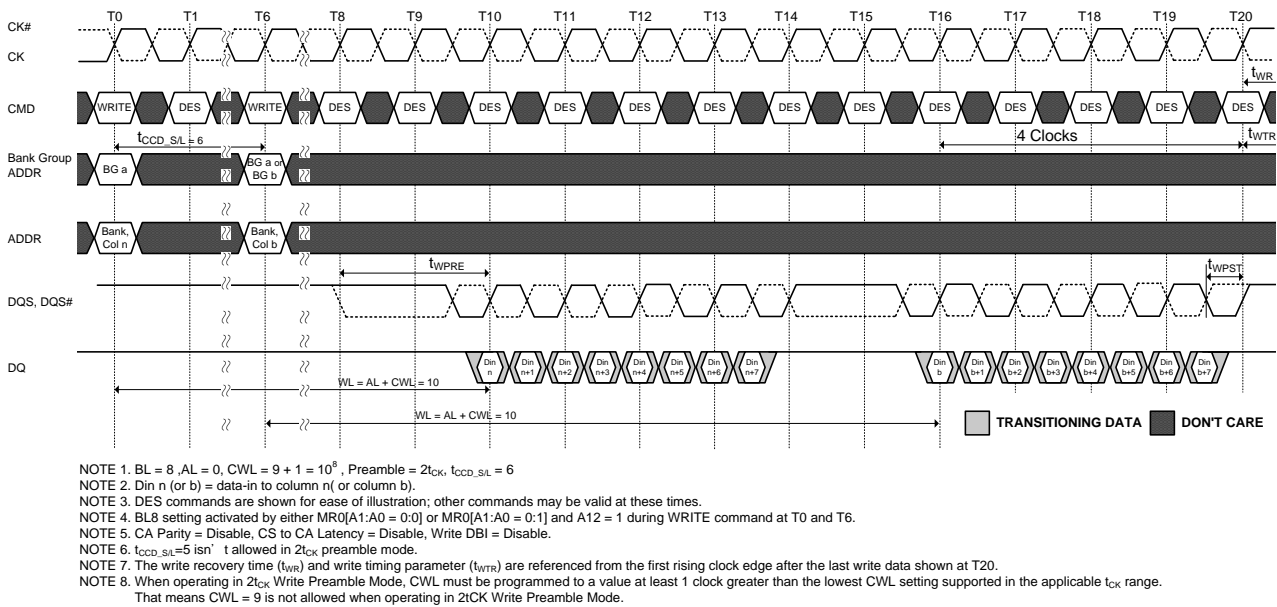 T0 T1 T6 T8 T9 T10 T11 T12 T13 T14 T15 T16 T17 T18 T19 T20
CK#
CK
tWR
CMD
WRITE DES WRITE DES DES DES DES DES DES DES DES DES DES DES DES DES
tCCD_S/L = 6
4 Clocks
tWTR
Bank Group
ADDR
BG a
BG a or
BG b
ADDR
Bank,
Col n
Bank,
Col b
tWPRE
tWPST
DQS, DQS#
DQ
Din
n
Din
n+1
Din
n+2
Din
n+3
Din
n+4
Din
n+5
Din
n+6
Din
n+7
Din
b
Din
b+1
Din
b+2
Din
b+3
Din
b+4
Din
b+5
Din
b+6
Din
b+7
WL = AL + CWL = 10
WL = AL + CWL = 10
TRANSITIONING DATA
DON'T CARE
NOTE 1. BL = 8 ,AL = 0, CWL = 9 + 1 = 10⁸ , Preamble = 2tCK, tCCD_S/L = 6
NOTE 2. Din n (or b) = data-in to column n( or column b).
NOTE 3. DES commands are shown for ease of illustration; other commands may be valid at these times.
NOTE 4. BL8 setting activated by either MR0[A1:A0 = 0:0] or MR0[A1:A0 = 0:1] and A12 = 1 during WRITE command at T0 and T6.
NOTE 5. CA Parity = Disable, CS to CA Latency = Disable, Write DBI = Disable.
NOTE 6. tCCD_S/L=5 isn’ t allowed in 2tCK preamble mode.
NOTE 7. The write recovery time (tWR) and write timing parameter (tWTR) are referenced from the first rising clock edge after the last write data shown at T20.
NOTE 8. When operating in 2tCK Write Preamble Mode, CWL must be programmed to a value at least 1 clock greater than the lowest CWL setting supported in the applicable tCK range.
That means CWL = 9 is not allowed when operating in 2tCK Write Preamble Mode.